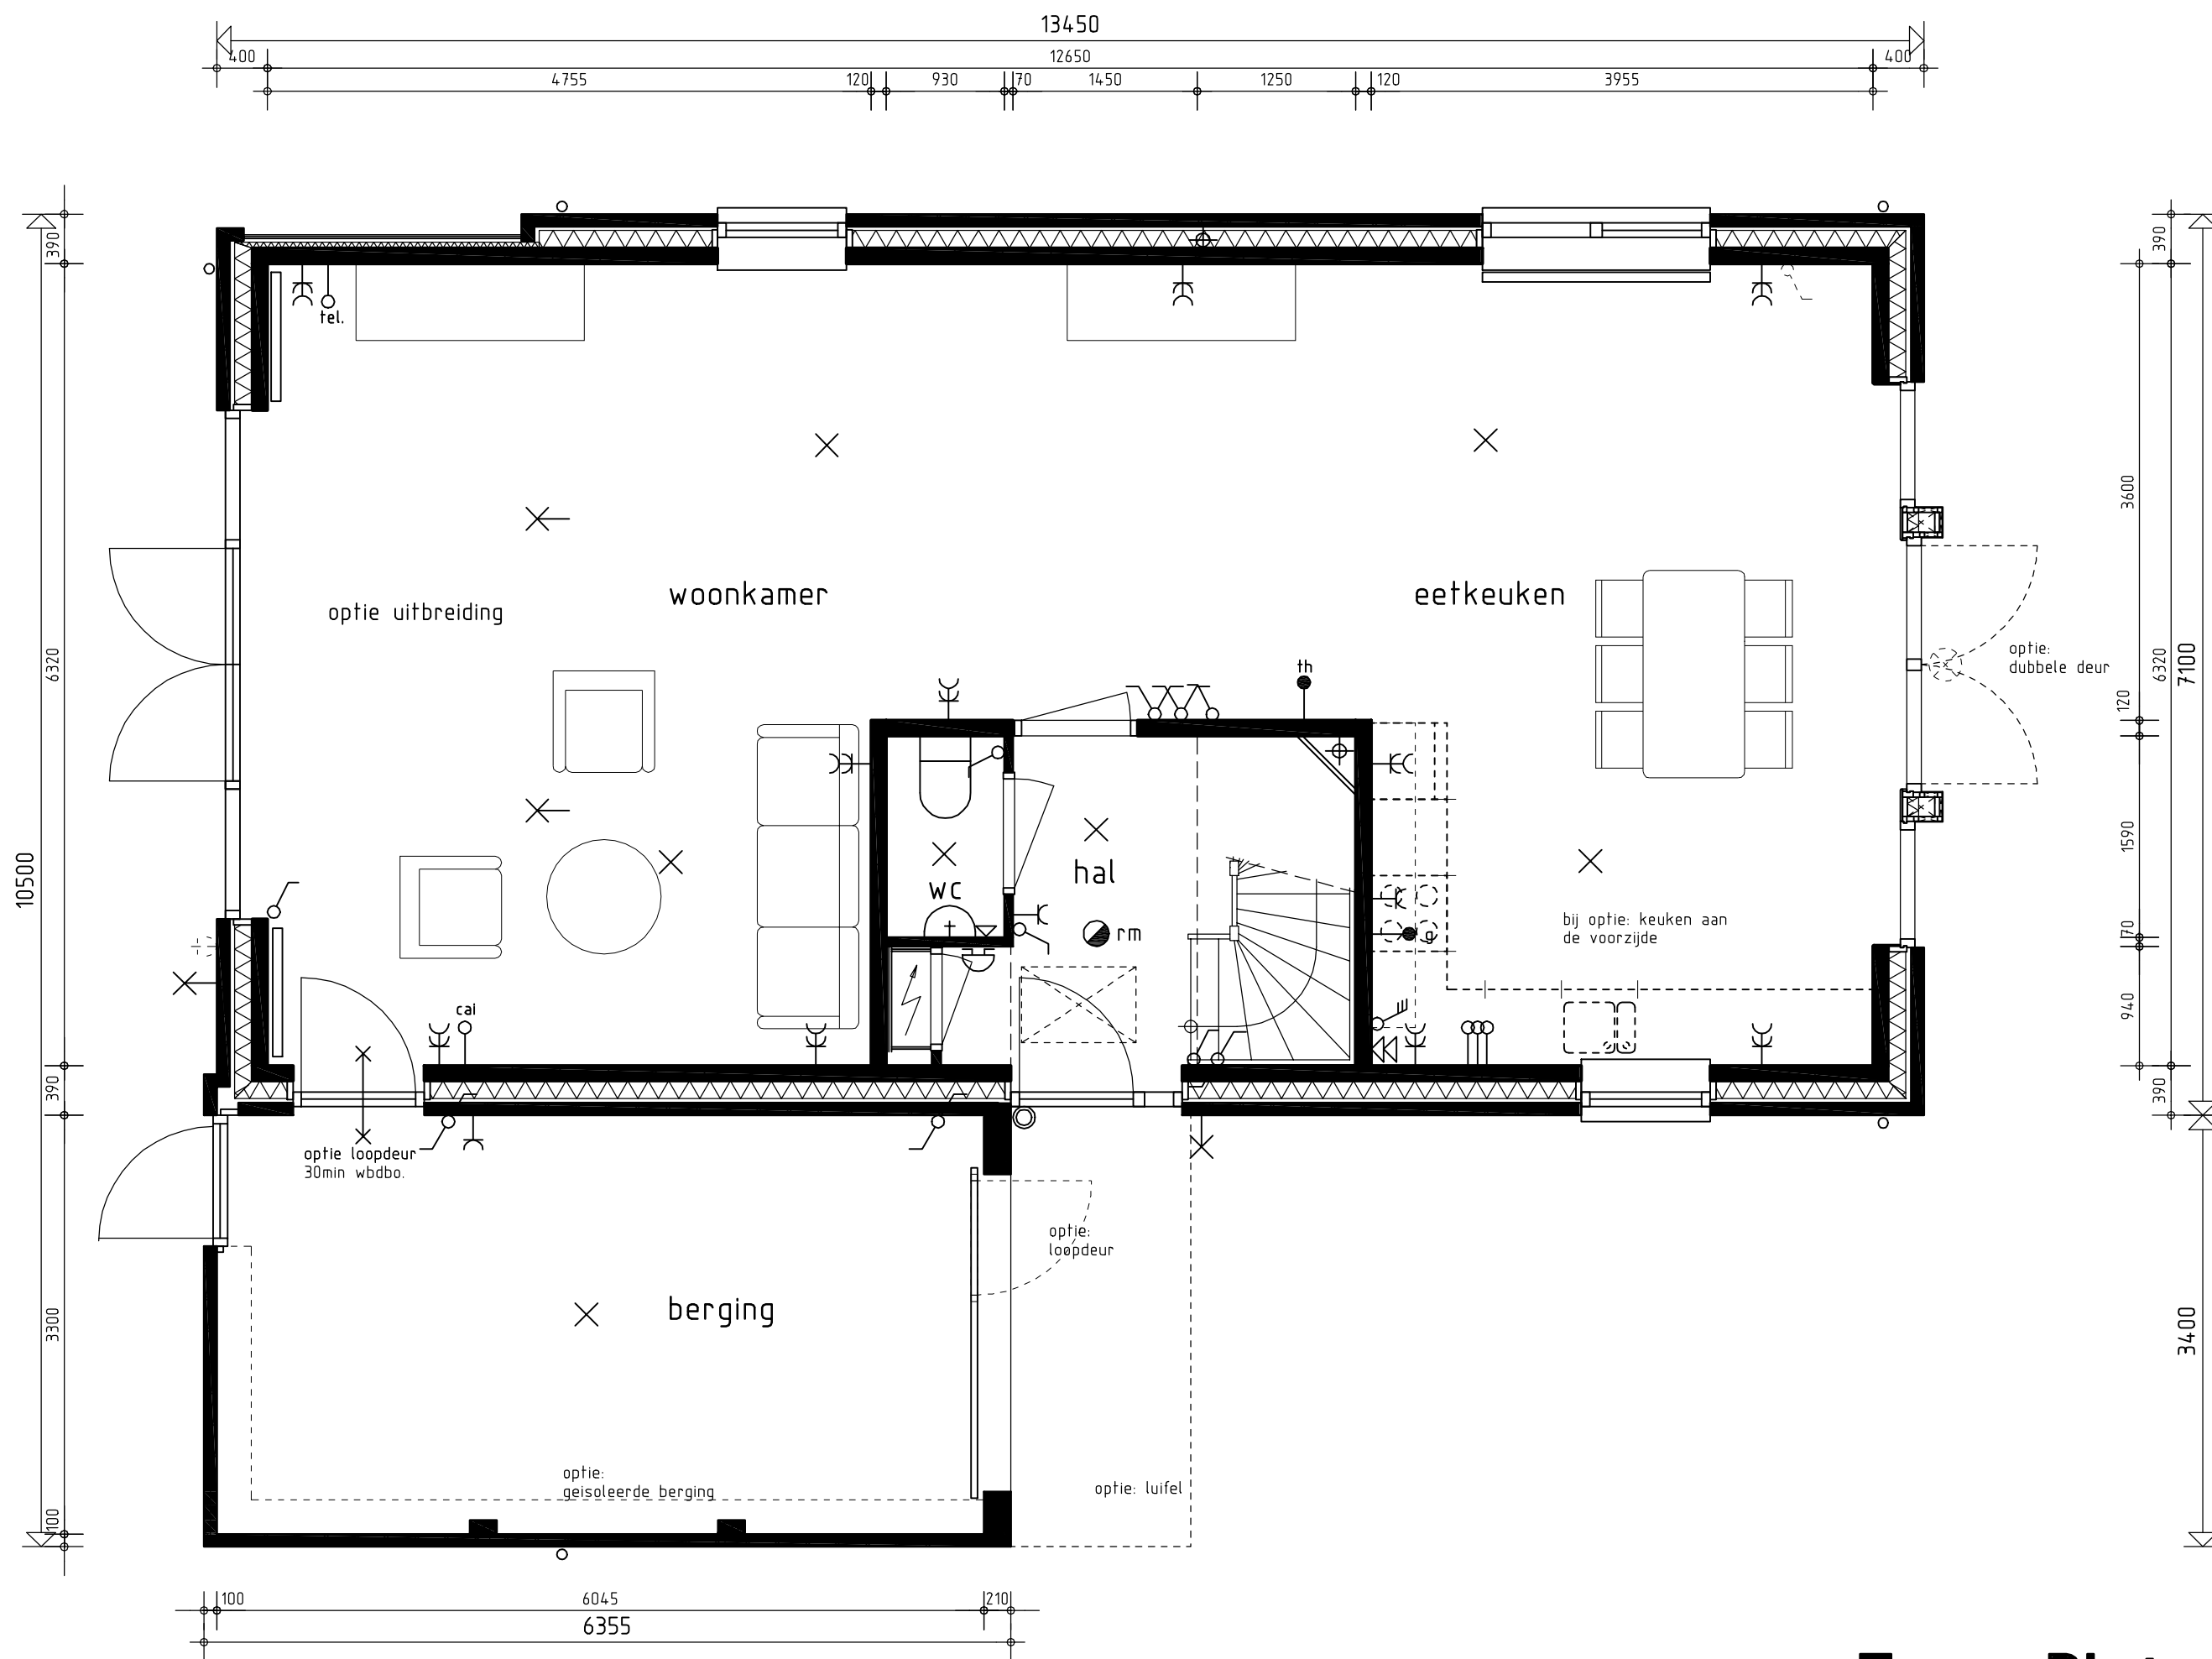 13450
400 12650 400
4755 120 930 70 1450 1250 120 3955
390
6320
390
3300
100
10500
390
6320
390
7100
3400
3600
120
1590
70
940
tel.
woonkamer
eetkeuken
optie uitbreiding
th
optie:
dubbele deur
hal
wc
rm
g
bij optie: keuken aan
de voorzijde
cai
optie loopdeur
30min wbdbo.
optie:
loopdeur
berging
optie:
geisoleerde berging
optie: luifel
100 6045 210
6355